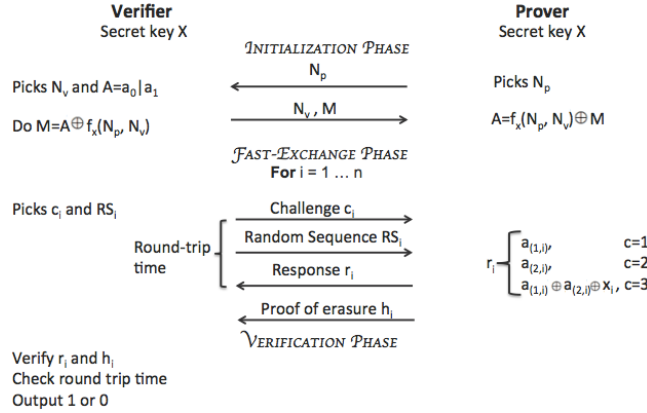 Verifier
Prover
Secret key X
Secret key X
INITIALIZATION PHASE
Nₚ
Picks Nᵥ and A=a₀|a₁
Picks Nₚ
Nᵥ , M
Do M=A⊕fₓ(Nₚ, Nᵥ)
A=fₓ(Nₚ, Nᵥ)⊕M
FAST-EXCHANGE PHASE
For i = 1 ... n
Picks cᵢ and RSᵢ
Challenge cᵢ
Round-trip
time
Random Sequence RSᵢ
Response rᵢ
rᵢ
a₍₁,ᵢ₎, c=1
a₍₂,ᵢ₎, c=2
a₍₁,ᵢ₎ ⊕ a₍₂,ᵢ₎⊕ xᵢ , c=3
Proof of erasure hᵢ
VERIFICATION PHASE
Verify rᵢ and hᵢ
Check round trip time
Output 1 or 0